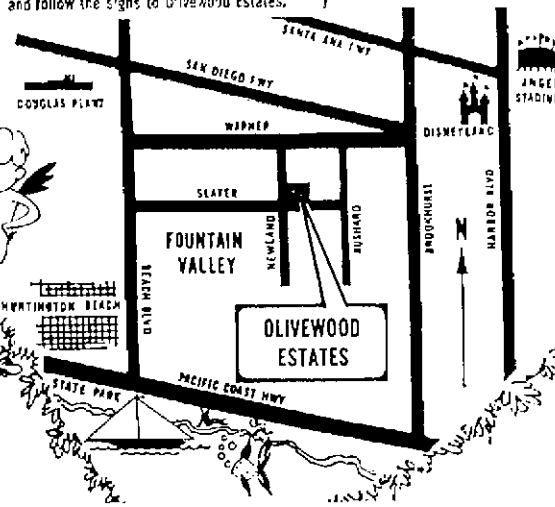 and follow the signs to Olivewood Estates.
SANTA ANA FWY
SAN DIEGO FWY
DOUGLAS PLANT
ANGEL
STADIUM
DISNEYLAND
WARNER
SLATER
FOUNTAIN
VALLEY
NEWLAND
BUSHARD
BROOKHURST
HARBOR BLVD
N
BEACH BLVD
HUNTINGTON BEACH
OLIVEWOOD
ESTATES
STATE PARK
PACIFIC COAST HWY